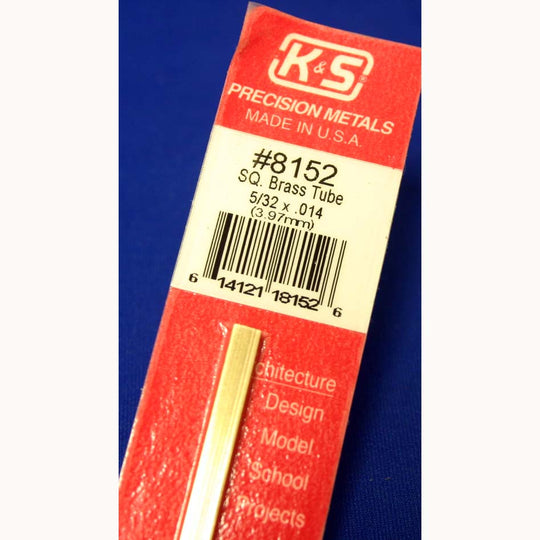 K&S®
PRECISION METALS
MADE IN U.S.A.
#8152
SQ. Brass Tube
5/32 x .014
(3.97mm)
6 14121 18152 6
chitecture
Design
Model
School
Projects